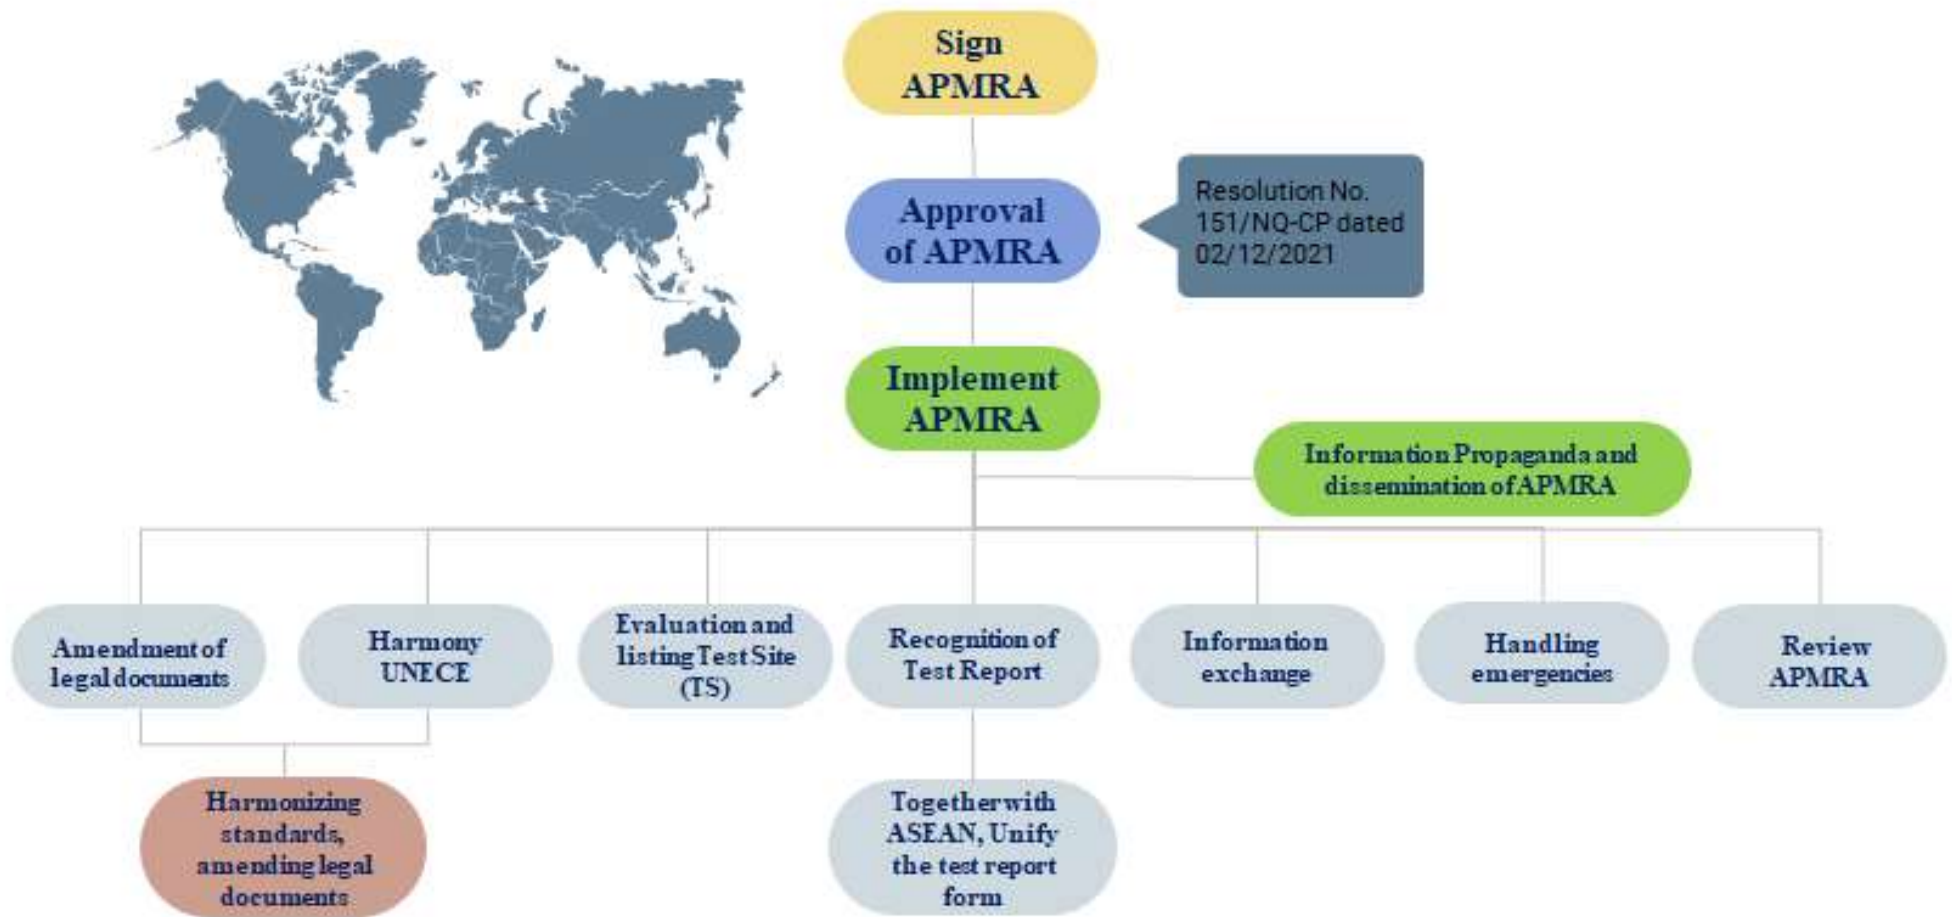 Sign
APMRA
Approval
of APMRA
Resolution No.
151/NQ-CP dated
02/12/2021
Implement
APMRA
Information Propaganda and
dissemination of APMRA
Amendment of
legal documents
Harmony
UNECE
Evaluation and
listing Test Site
(TS)
Recognition of
Test Report
Information
exchange
Handling
emergencies
Review
APMRA
Harmonizing
standards,
amending legal
documents
Together with
ASEAN, Unify
the test report
form